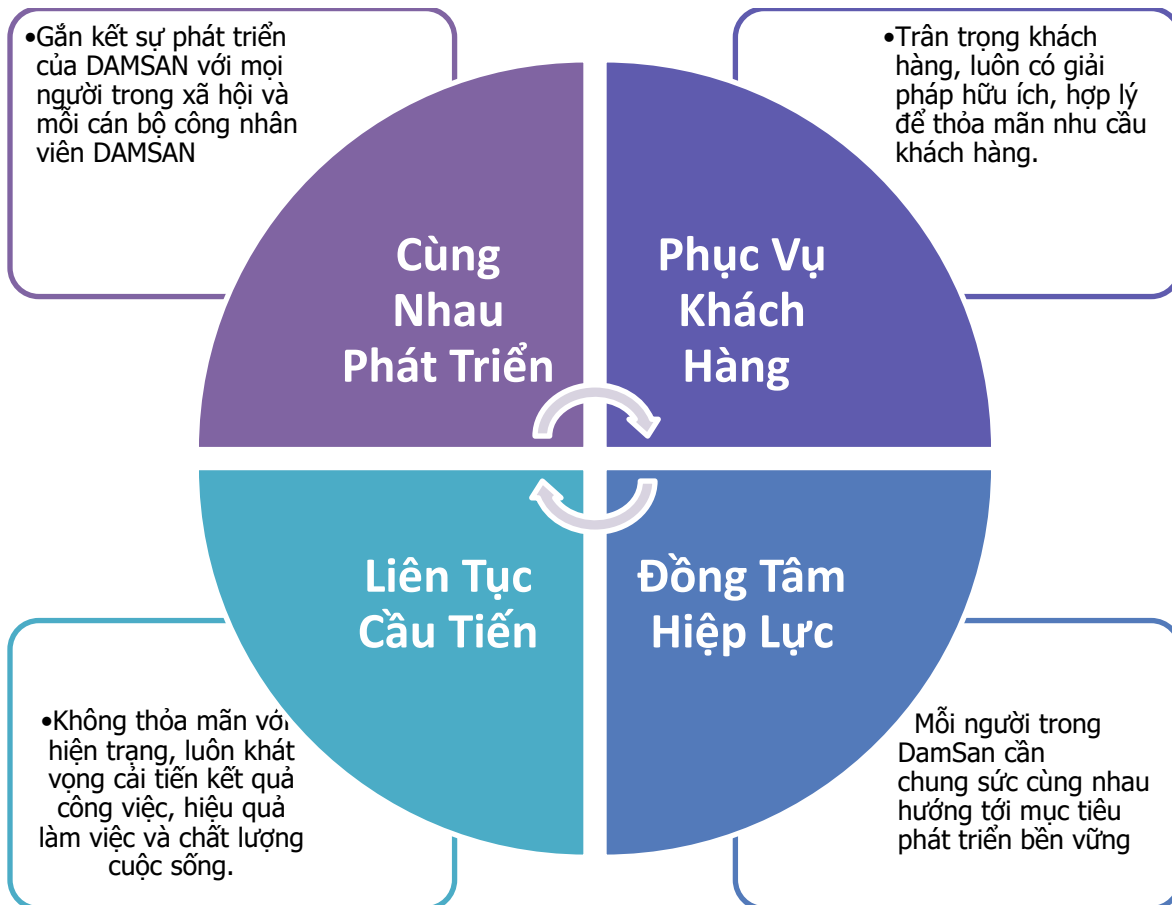 •Gắn kết sự phát triển
của DAMSAN với mọi
người trong xã hội và
mỗi cán bộ công nhân
viên DAMSAN
•Trân trọng khách
hàng, luôn có giải
pháp hữu ích, hợp lý
để thỏa mãn nhu cầu
khách hàng.
Cùng
Nhau
Phát Triển
Phục Vụ
Khách
Hàng
Liên Tục
Cầu Tiến
Đồng Tâm
Hiệp Lực
•Không thỏa mãn với
hiện trạng, luôn khát
vọng cải tiến kết quả
công việc, hiệu quả
làm việc và chất lượng
cuộc sống.
Mỗi người trong
DamSan cần
chung sức cùng nhau
hướng tới mục tiêu
phát triển bền vững